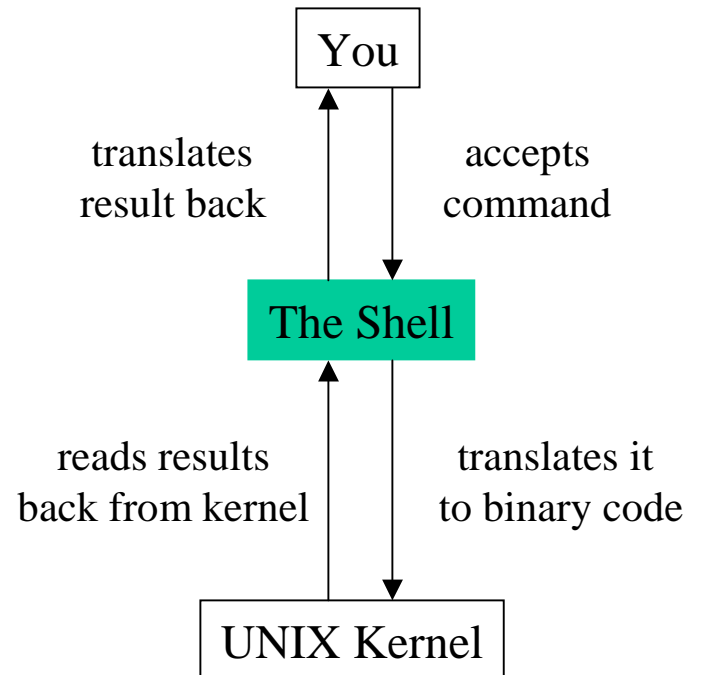 You
translates
result back
accepts
command
The Shell
reads results
back from kernel
translates it
to binary code
UNIX Kernel